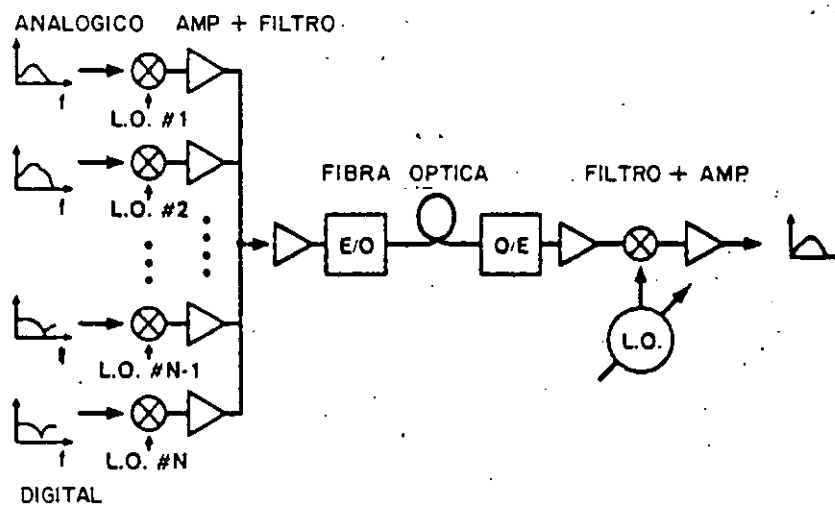 ANALOGICO AMP + FILTRO
f
L.O. #1
f
L.O. #2
FIBRA OPTICA
FILTRO + AMP.
E/O
O/E
f
L.O. #N-1
L.O.
f
L.O. #N
DIGITAL